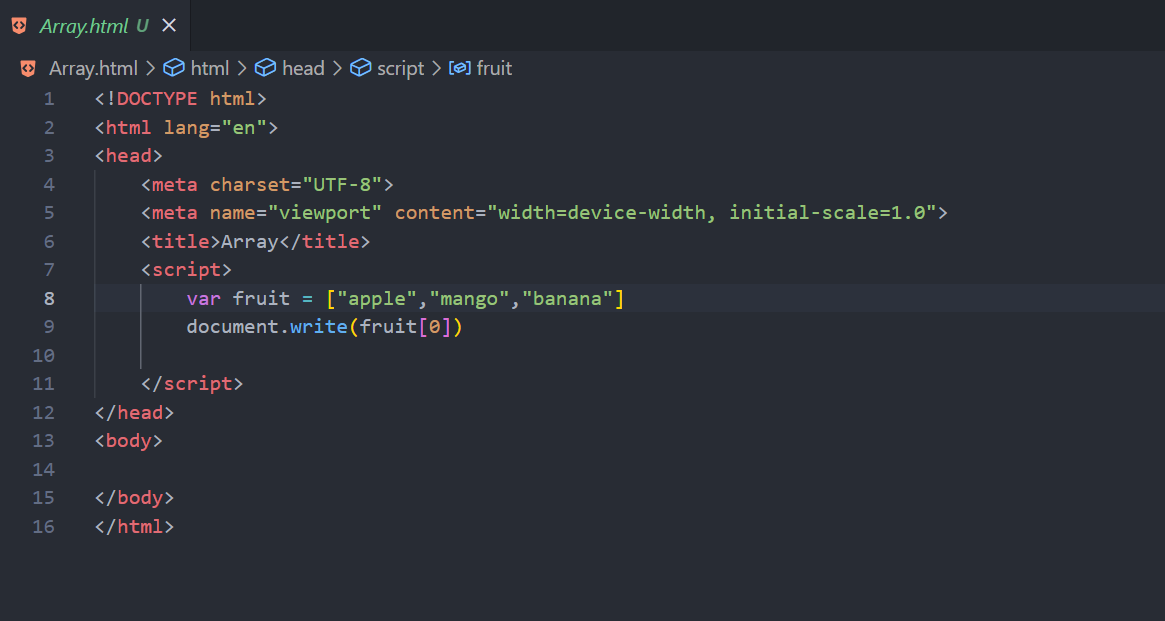 Array.html U
Array.html > html > head > script > fruit
1 <!DOCTYPE html>
2 <html lang="en">
3 <head>
4     <meta charset="UTF-8">
5     <meta name="viewport" content="width=device-width, initial-scale=1.0">
6     <title>Array</title>
7     <script>
8         var fruit = ["apple","mango","banana"]
9         document.write(fruit[0])
10
11     </script>
12 </head>
13 <body>
14
15 </body>
16 </html>